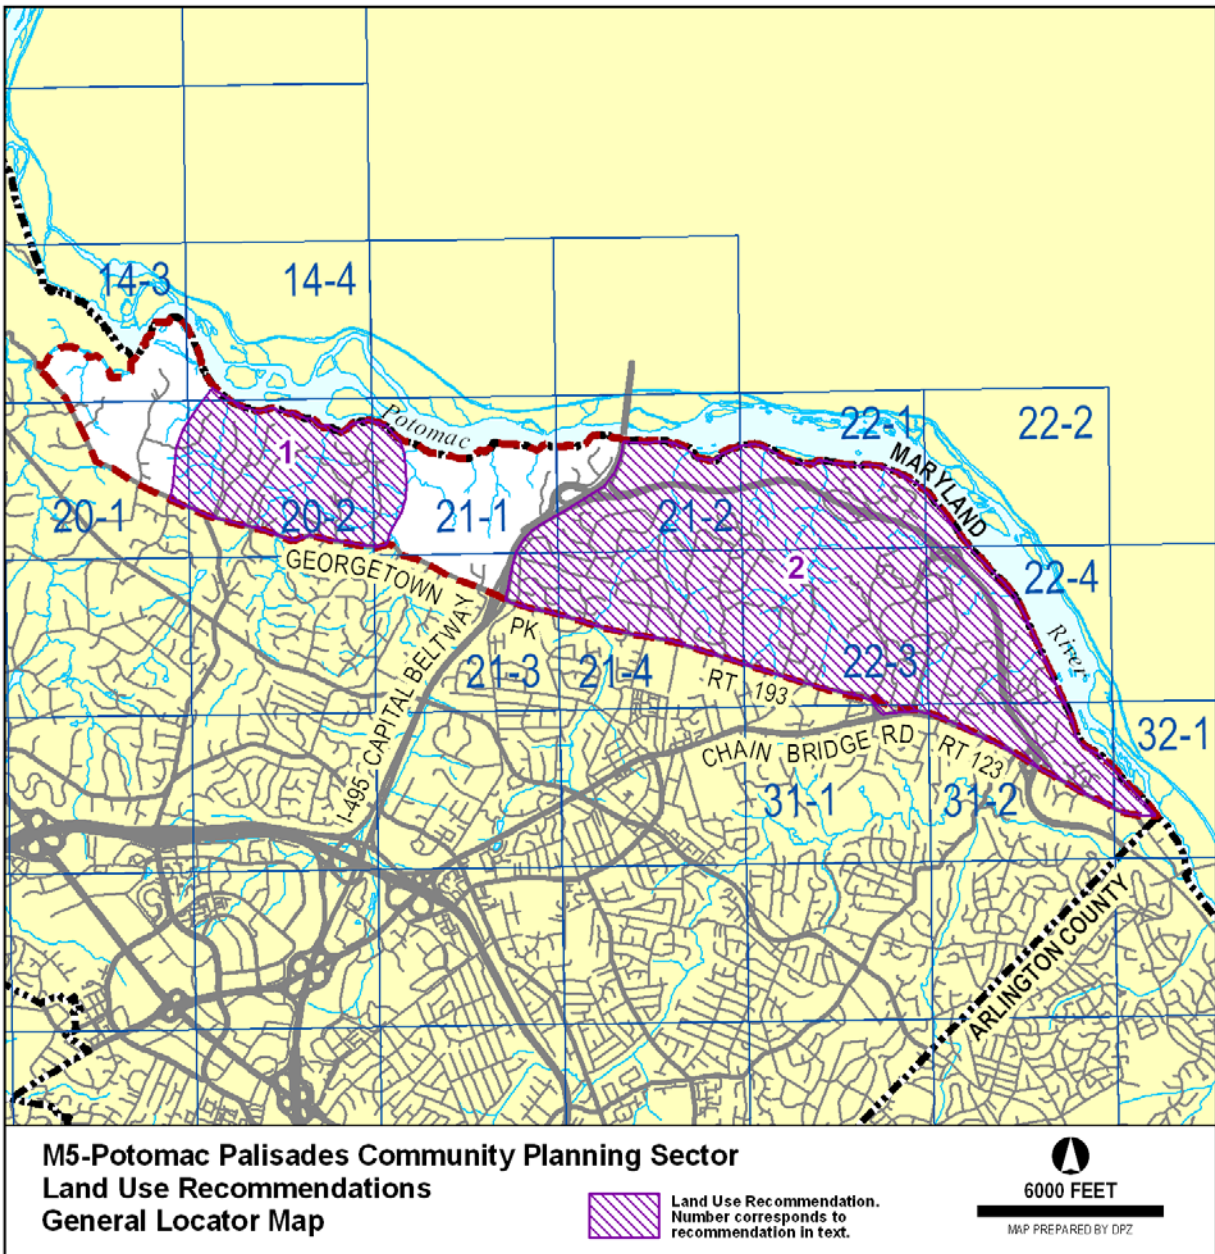 14-3
14-4
Potomac
22-1
22-2
MARYLAND
1
20-1
20-2
21-1
21-2
GEORGETOWN
PK
2
22-4
River
I-495 CAPITAL BELTWAY
21-3
21-4
RT 193
22-3
CHAIN BRIDGE RD
RT 123
32-1
31-1
31-2
ARLINGTON COUNTY
M5-Potomac Palisades Community Planning Sector
Land Use Recommendations
General Locator Map
Land Use Recommendation.
Number corresponds to
recommendation in text.
6000 FEET
MAP PREPARED BY DPZ